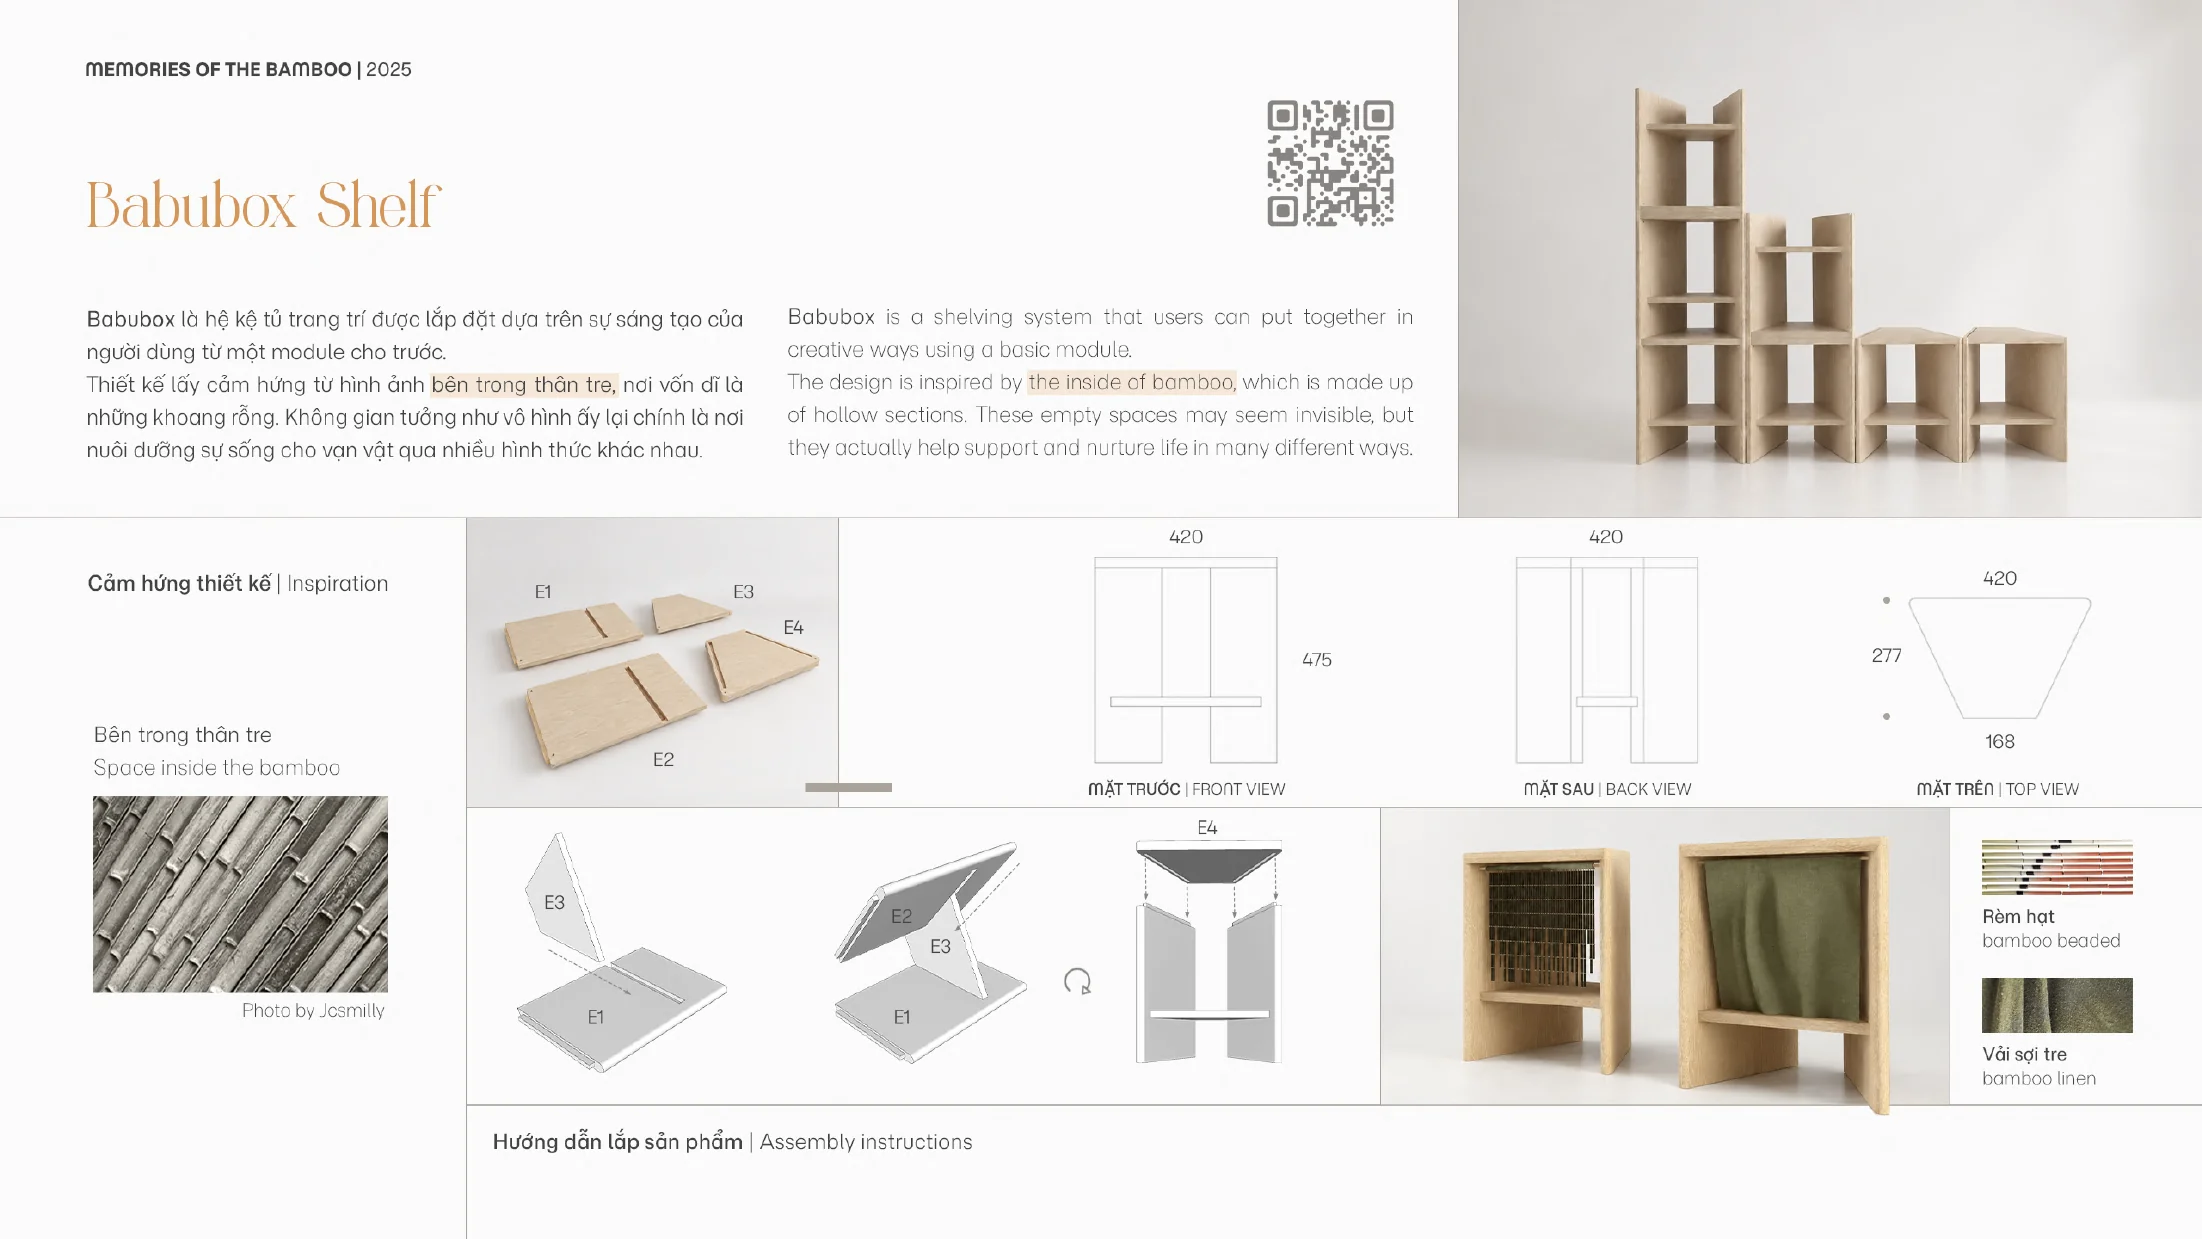 MEMORIES OF THE BAMBOO | 2025
Babubox Shelf
Babubox là hệ kệ tủ trang trí được lắp đặt dựa trên sự sáng tạo của
người dùng từ một module cho trước.
Thiết kế lấy cảm hứng từ hình ảnh bên trong thân tre, nơi vốn dĩ là
những khoang rỗng. Không gian tưởng như vô hình ấy lại chính là nơi
nuôi dưỡng sự sống cho vạn vật qua nhiều hình thức khác nhau.
Babubox is a shelving system that users can put together in
creative ways using a basic module.
The design is inspired by the inside of bamboo, which is made up
of hollow sections. These empty spaces may seem invisible, but
they actually help support and nurture life in many different ways.
Cảm hứng thiết kế | Inspiration
Bên trong thân tre
Space inside the bamboo
Photo by Jcsmilly
E1
E3
E4
E2
420
475
MẶT TRƯỚC | FRONT VIEW
420
MẶT SAU | BACK VIEW
420
277
168
MẶT TRÊN | TOP VIEW
E3
E1
E2
E3
E1
E4
Rèm hạt
bamboo beaded
Vải sợi tre
bamboo linen
Hướng dẫn lắp sản phẩm | Assembly instructions